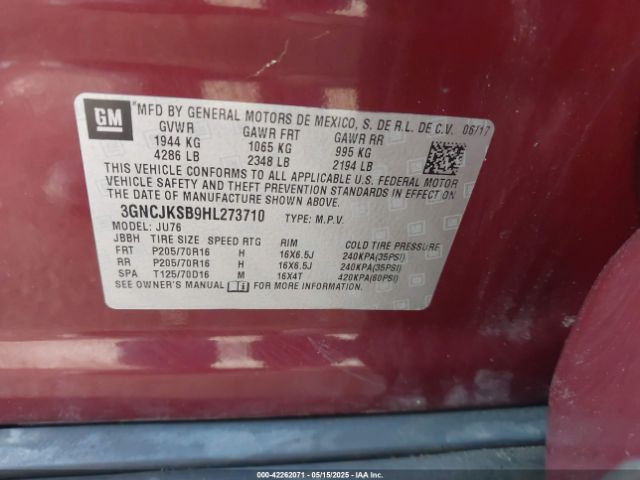 GM
*MFD BY GENERAL MOTORS DE MEXICO, S. DE R.L. DE C.V. 06/17
GVWR GAWR FRT GAWR RR
1944 KG 1065 KG 995 KG
4286 LB 2348 LB 2194 LB
THIS VEHICLE CONFORMS TO ALL APPLICABLE U.S. FEDERAL MOTOR
VEHICLE SAFETY AND THEFT PREVENTION STANDARDS IN EFFECT ON
THE DATE OF MANUFACTURE SHOWN ABOVE.
3GNCJKSB9HL273710 TYPE: M.P.V.
MODEL: JU76
JBBH TIRE SIZE SPEED RTG RIM COLD TIRE PRESSURE
FRT P205/70R16 H 16X6.5J 240KPA(35PSI)
RR P205/70R16 H 16X6.5J 240KPA(35PSI)
SPA T125/70D16 M 16X4T 420KPA(60PSI)
SEE OWNER'S MANUAL i FOR MORE INFORMATION.
000-42262071 - 05/15/2025 - IAAI.COM